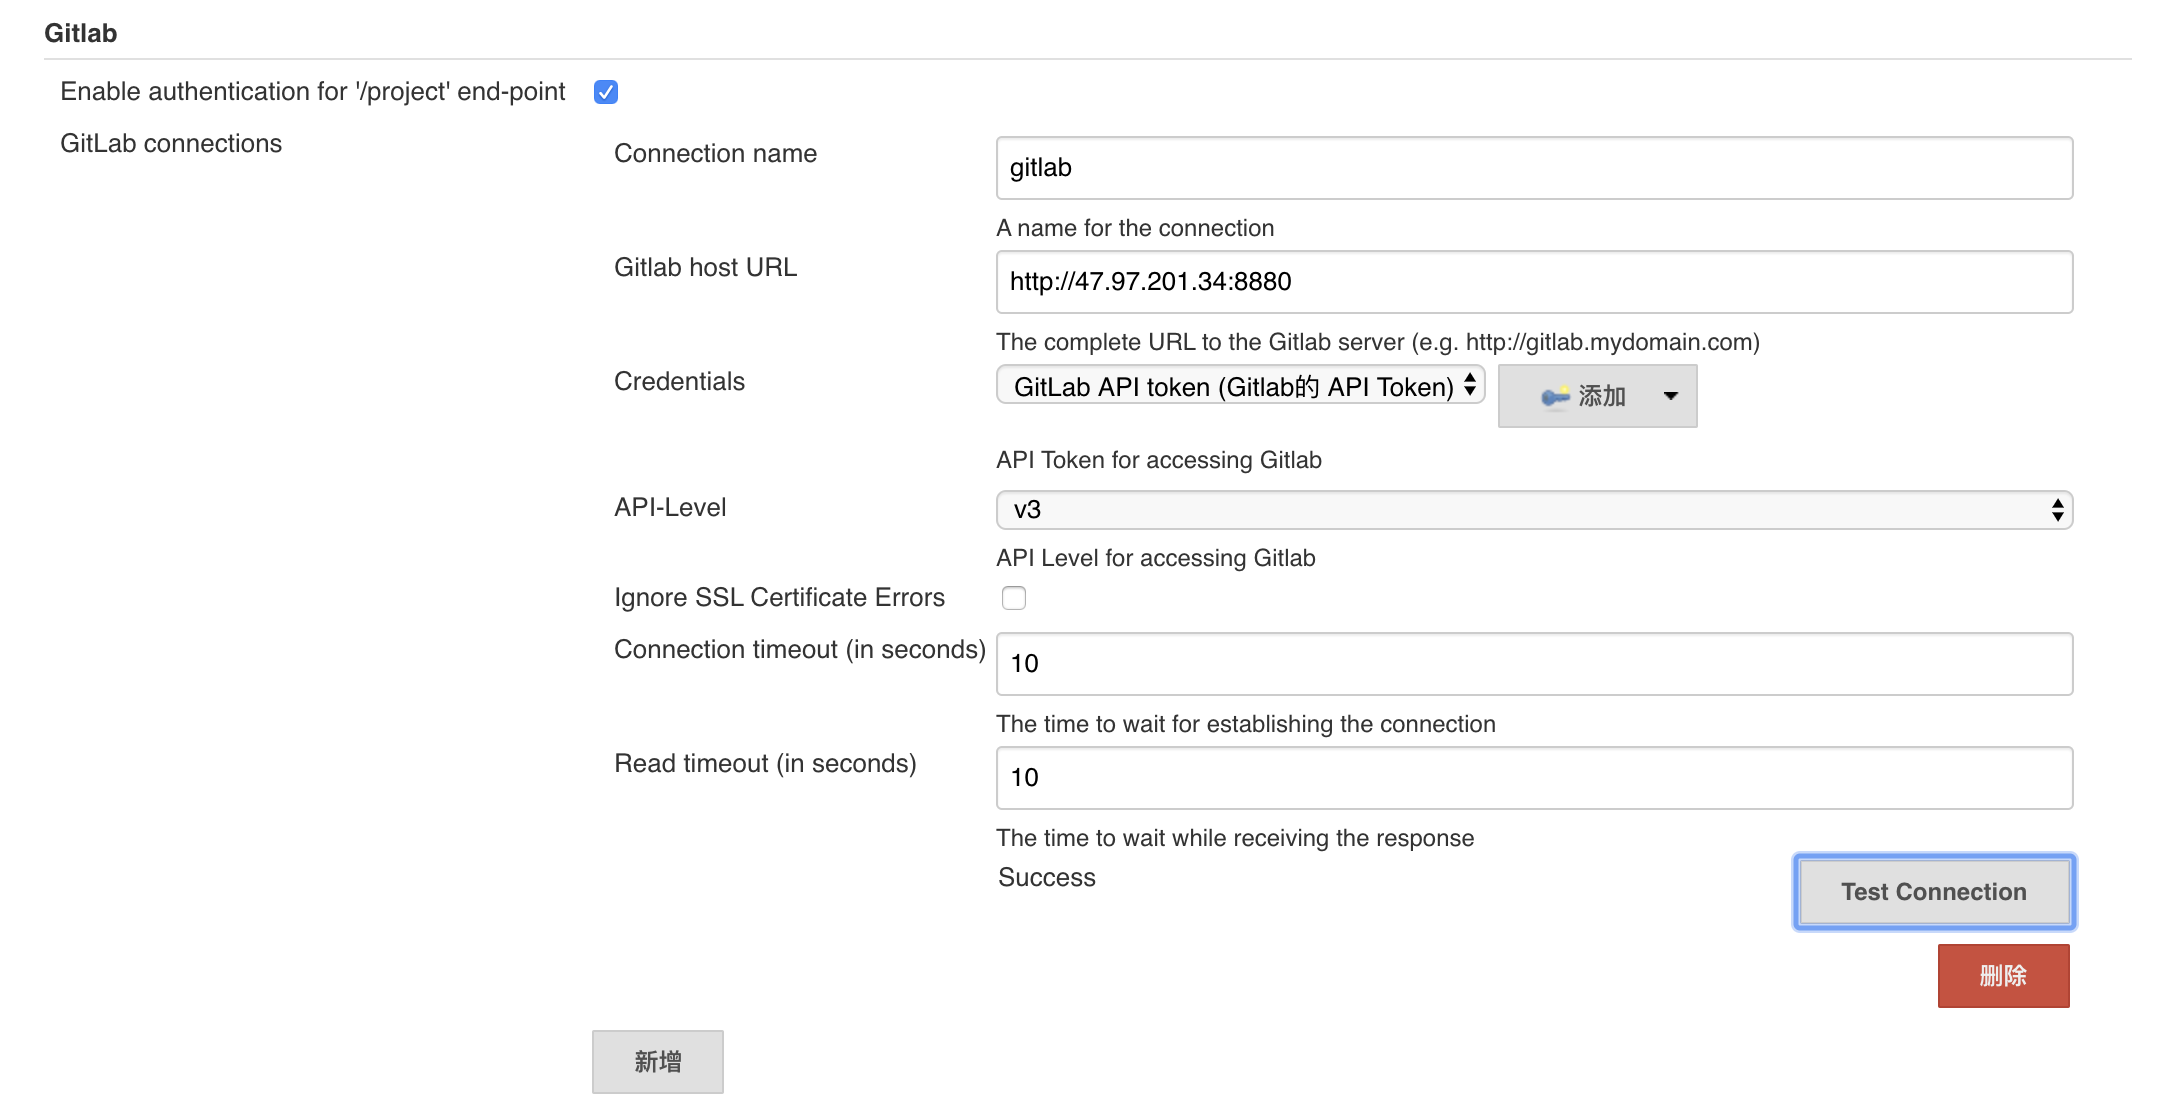 Gitlab
Enable authentication for '/project' end-point
GitLab connections
Connection name
gitlab
A name for the connection
Gitlab host URL
http://47.97.201.34:8880
The complete URL to the Gitlab server (e.g. http://gitlab.mydomain.com)
Credentials
GitLab API token (Gitlab的 API Token)
添加
API Token for accessing Gitlab
API-Level
v3
API Level for accessing Gitlab
Ignore SSL Certificate Errors
Connection timeout (in seconds)
10
The time to wait for establishing the connection
Read timeout (in seconds)
10
The time to wait while receiving the response
Success
Test Connection
删除
新增